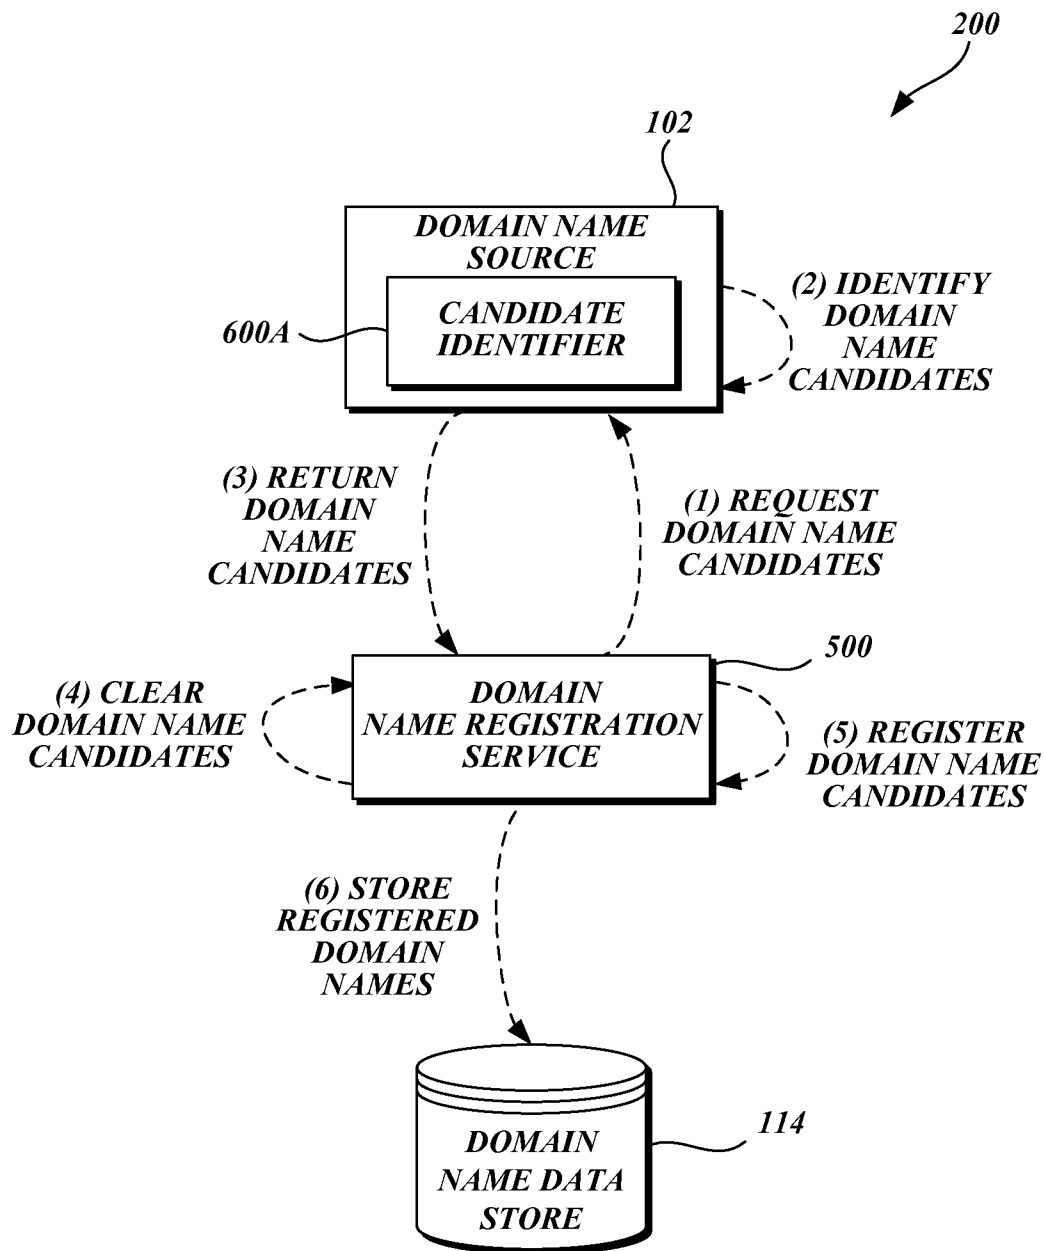 200
102
DOMAIN NAME
SOURCE
600A
CANDIDATE
IDENTIFIER
(2) IDENTIFY
DOMAIN
NAME
CANDIDATES
(3) RETURN
DOMAIN
NAME
CANDIDATES
(1) REQUEST
DOMAIN NAME
CANDIDATES
500
(4) CLEAR
DOMAIN NAME
CANDIDATES
DOMAIN
NAME REGISTRATION
SERVICE
(5) REGISTER
DOMAIN NAME
CANDIDATES
(6) STORE
REGISTERED
DOMAIN
NAMES
114
DOMAIN
NAME DATA
STORE